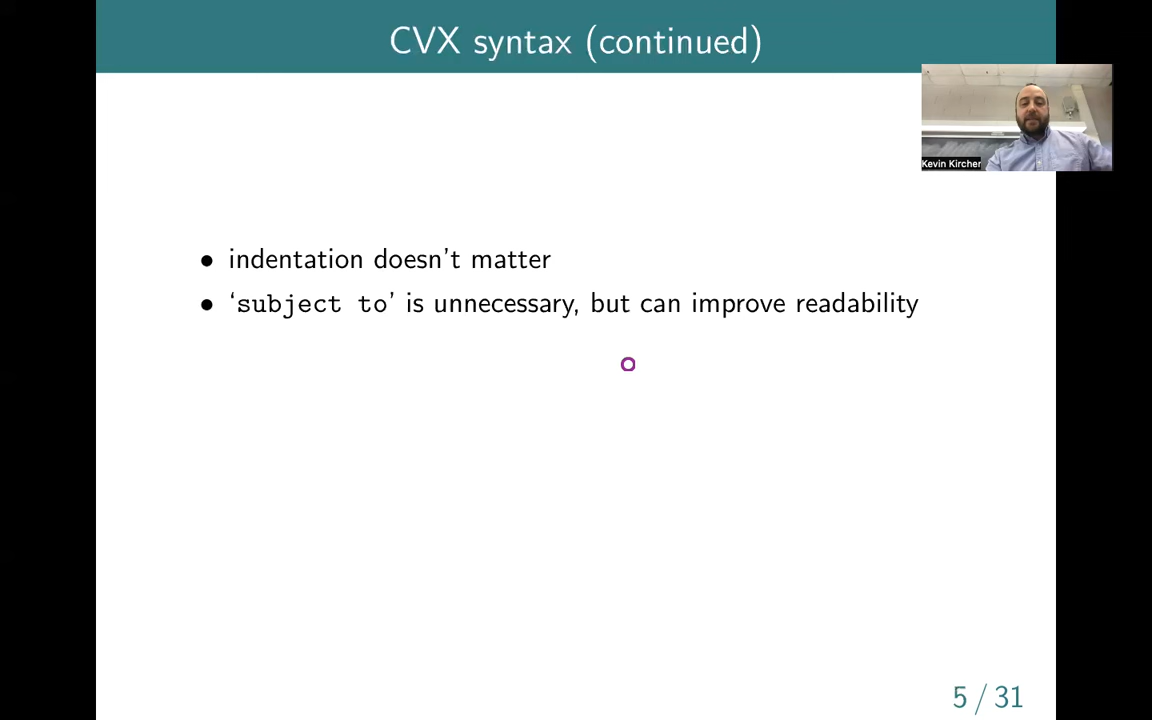 CVX syntax (continued)
Kevin Kircher
• indentation doesn't matter
• ‘subject to’ is unnecessary, but can improve readability
5 / 31